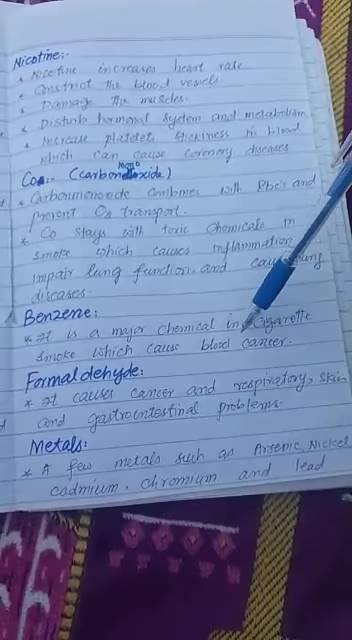 Nicotine:-
* Nicotine increases heart rate
* Constrict the blood vessels.
* Damage the muscles.
* Disturb hormonal system and metabolism
* Increase platelets stickiness in blood
which can cause coronary diseases
Co:- (Carbon Mono oxide)
* Carbonmonoxide combines with Rbc's and
prevent O2 transport.
* Co stays with toxic chemicals in
smoke which causes inflammation
impair lung function. and lung
diseases.
Benzene:
* It is a major chemical in cigarette
smoke which cause blood cancer.
Formaldehyde:
* It causes cancer and respiratory, skin
and gastrointestinal problems.
Metals:
* A few metals such as Arsenic, Nickel
cadmium, chromium and lead